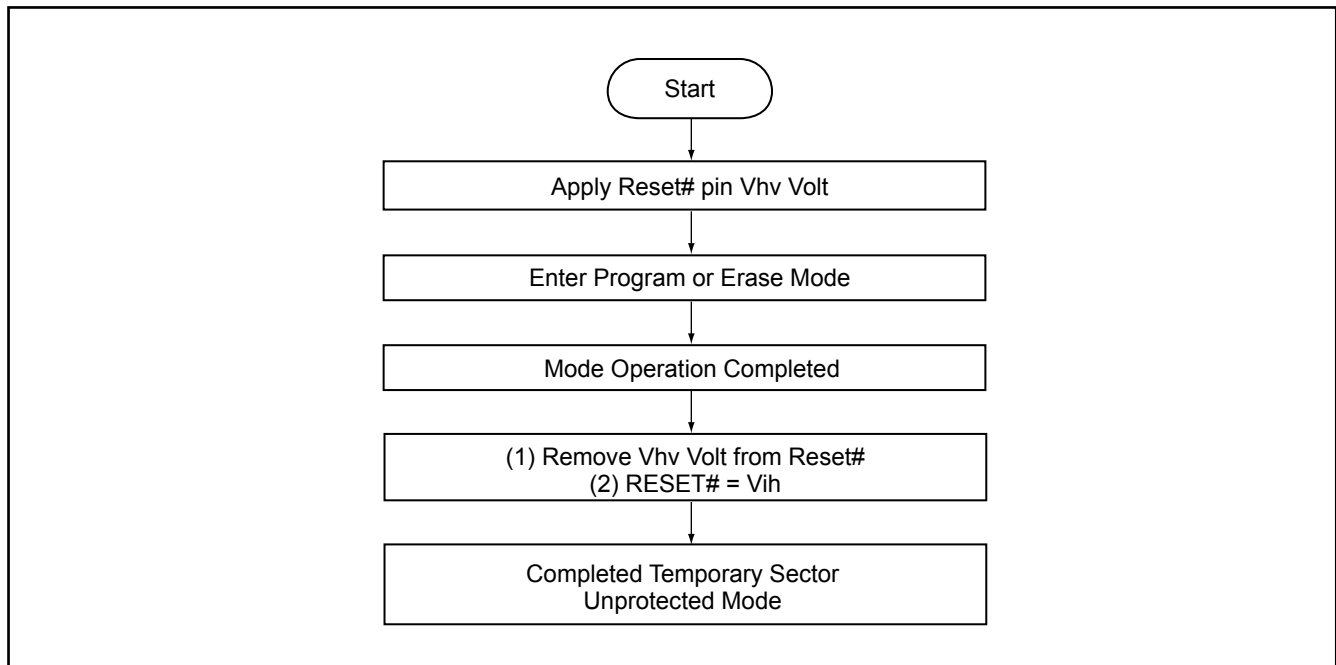 Start
Apply Reset# pin Vhv Volt
Enter Program or Erase Mode
Mode Operation Completed
(1) Remove Vhv Volt from Reset#
(2) RESET# = Vih
Completed Temporary Sector
Unprotected Mode